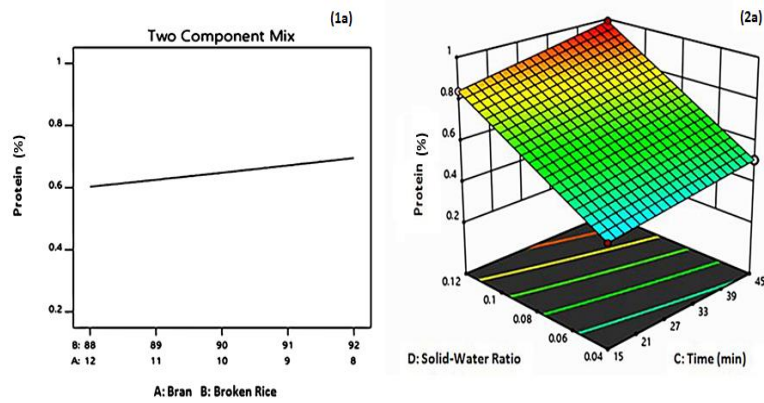 (1a)
Two Component Mix
Protein (%)
1
0.8
0.6
0.4
0.2
B: 88 89 90 91 92
A: 12 11 10 9 8
A: Bran B: Broken Rice
(2a)
Protein (%)
1
0.8
0.6
0.4
0.2
0.12
0.1
0.08
0.06
0.04
15
21
27
33
39
45
D: Solid-Water Ratio
C: Time (min)